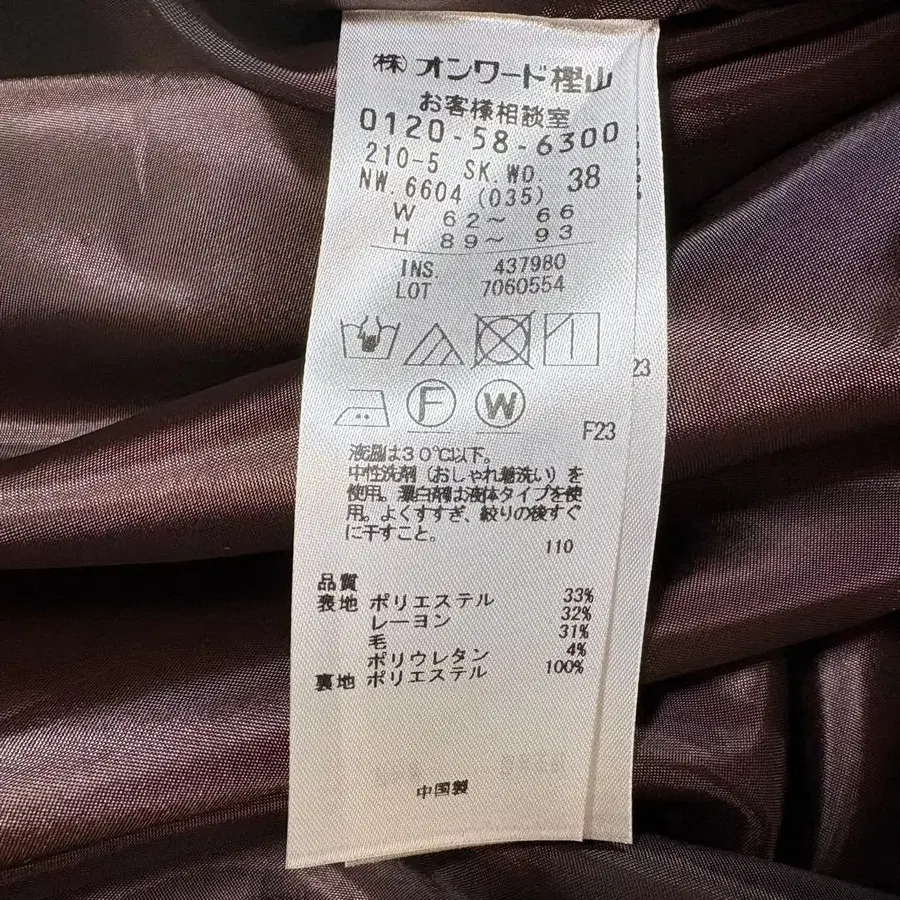 ㈱オンワード樫山
お客様相談室
0120-58-6300
210-5 SK.WD. 38
NW.6604 (035)
W 62～ 66
H 89～ 93
INS. 437980
LOT 7060554
F W
F23
23
液温は30℃以下。
中性洗剤（おしゃれ着洗い）を
使用。漂白剤は液体タイプを使
用。よくすすぎ、絞りの後すぐ
に干すこと。
110
品質
表地 ポリエステル 33%
レーヨン 32%
毛 31%
ポリウレタン 4%
裏地 ポリエステル 100%
中国製